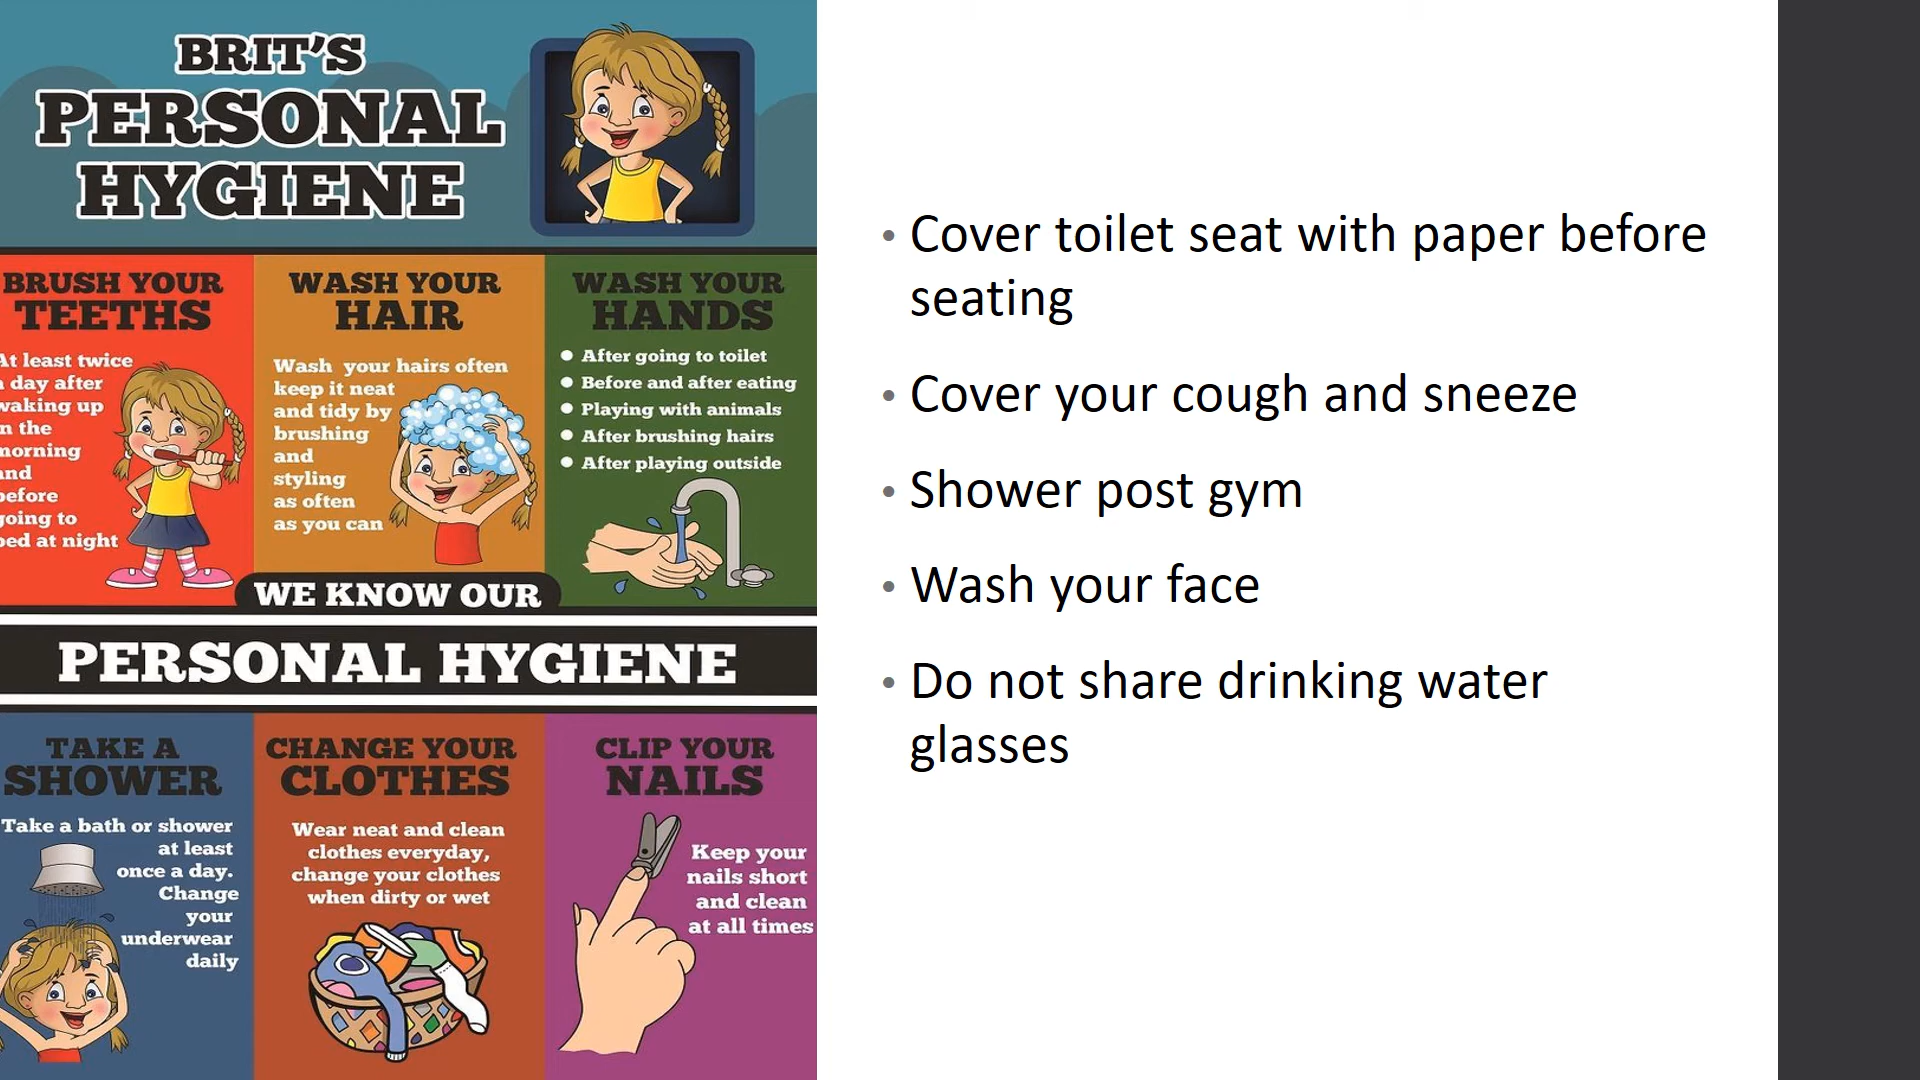 BRIT'S
PERSONAL
HYGIENE
BRUSH YOUR
TEETHS
At least twice
a day after
waking up
in the
morning
and
before
going to
bed at night
WASH YOUR
HAIR
Wash your hairs often
keep it neat
and tidy by
brushing
and
styling
as often
as you can
WASH YOUR
HANDS
● After going to toilet
● Before and after eating
● Playing with animals
● After brushing hairs
● After playing outside
WE KNOW OUR
PERSONAL HYGIENE
TAKE A
SHOWER
Take a bath or shower
at least
once a day.
Change
your
underwear
daily
CHANGE YOUR
CLOTHES
Wear neat and clean
clothes everyday,
change your clothes
when dirty or wet
CLIP YOUR
NAILS
Keep your
nails short
and clean
at all times
• Cover toilet seat with paper before
seating
• Cover your cough and sneeze
• Shower post gym
• Wash your face
• Do not share drinking water
glasses